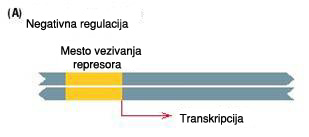 (A)
Negativna regulacija
Mesto vezivanja
represora
Transkripcija